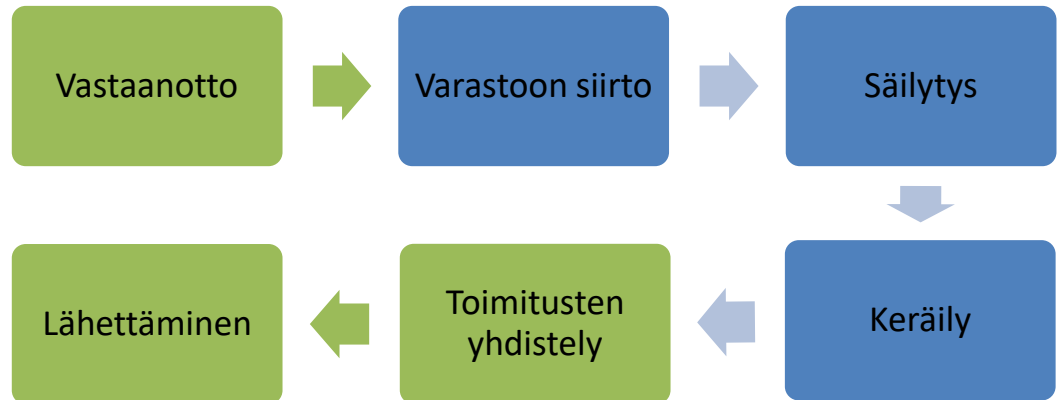 Vastaanotto
Varastoon siirto
Säilytys
Keräily
Toimitusten
yhdistely
Lähettäminen